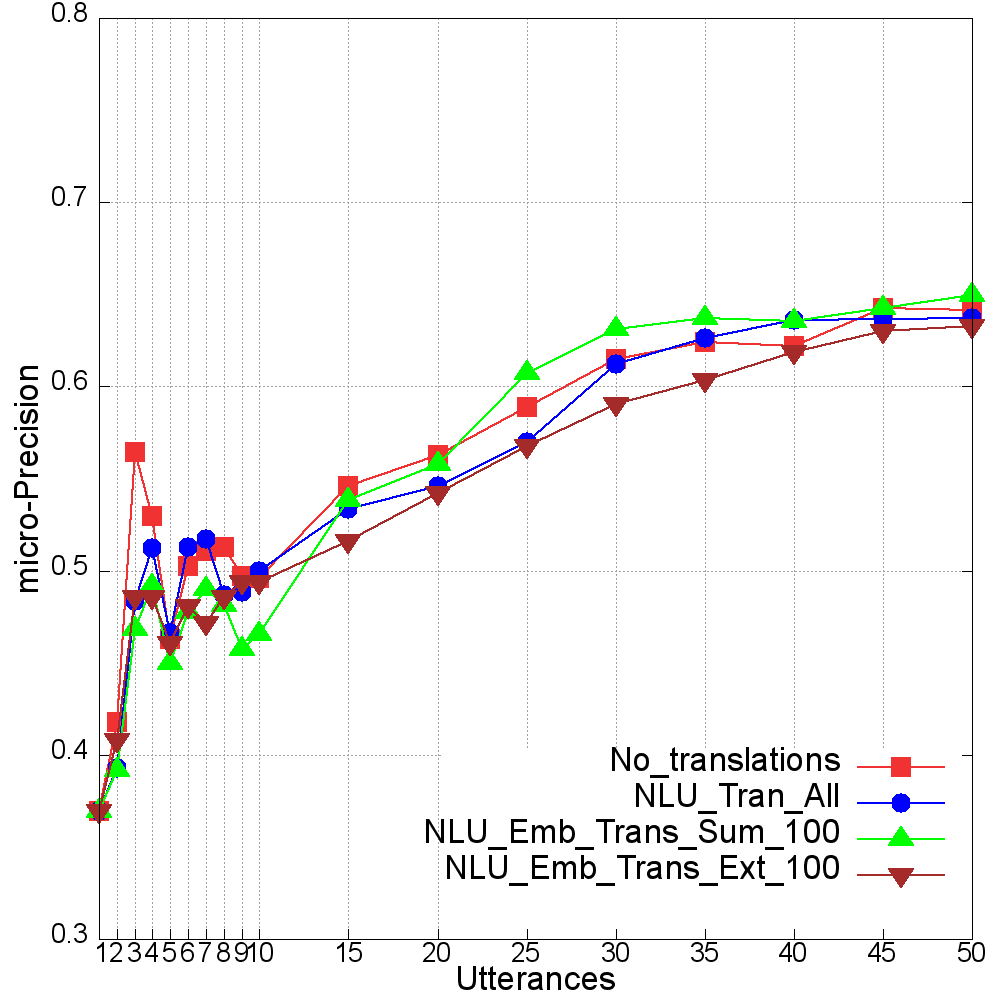 0.8
0.7
0.6
0.5
0.4
0.3
micro-Precision
No_translations
NLU_Tran_All
NLU_Emb_Trans_Sum_100
NLU_Emb_Trans_Ext_100
1 2 3 4 5 6 7 8 9 10 15 20 25 30 35 40 45 50
Utterances